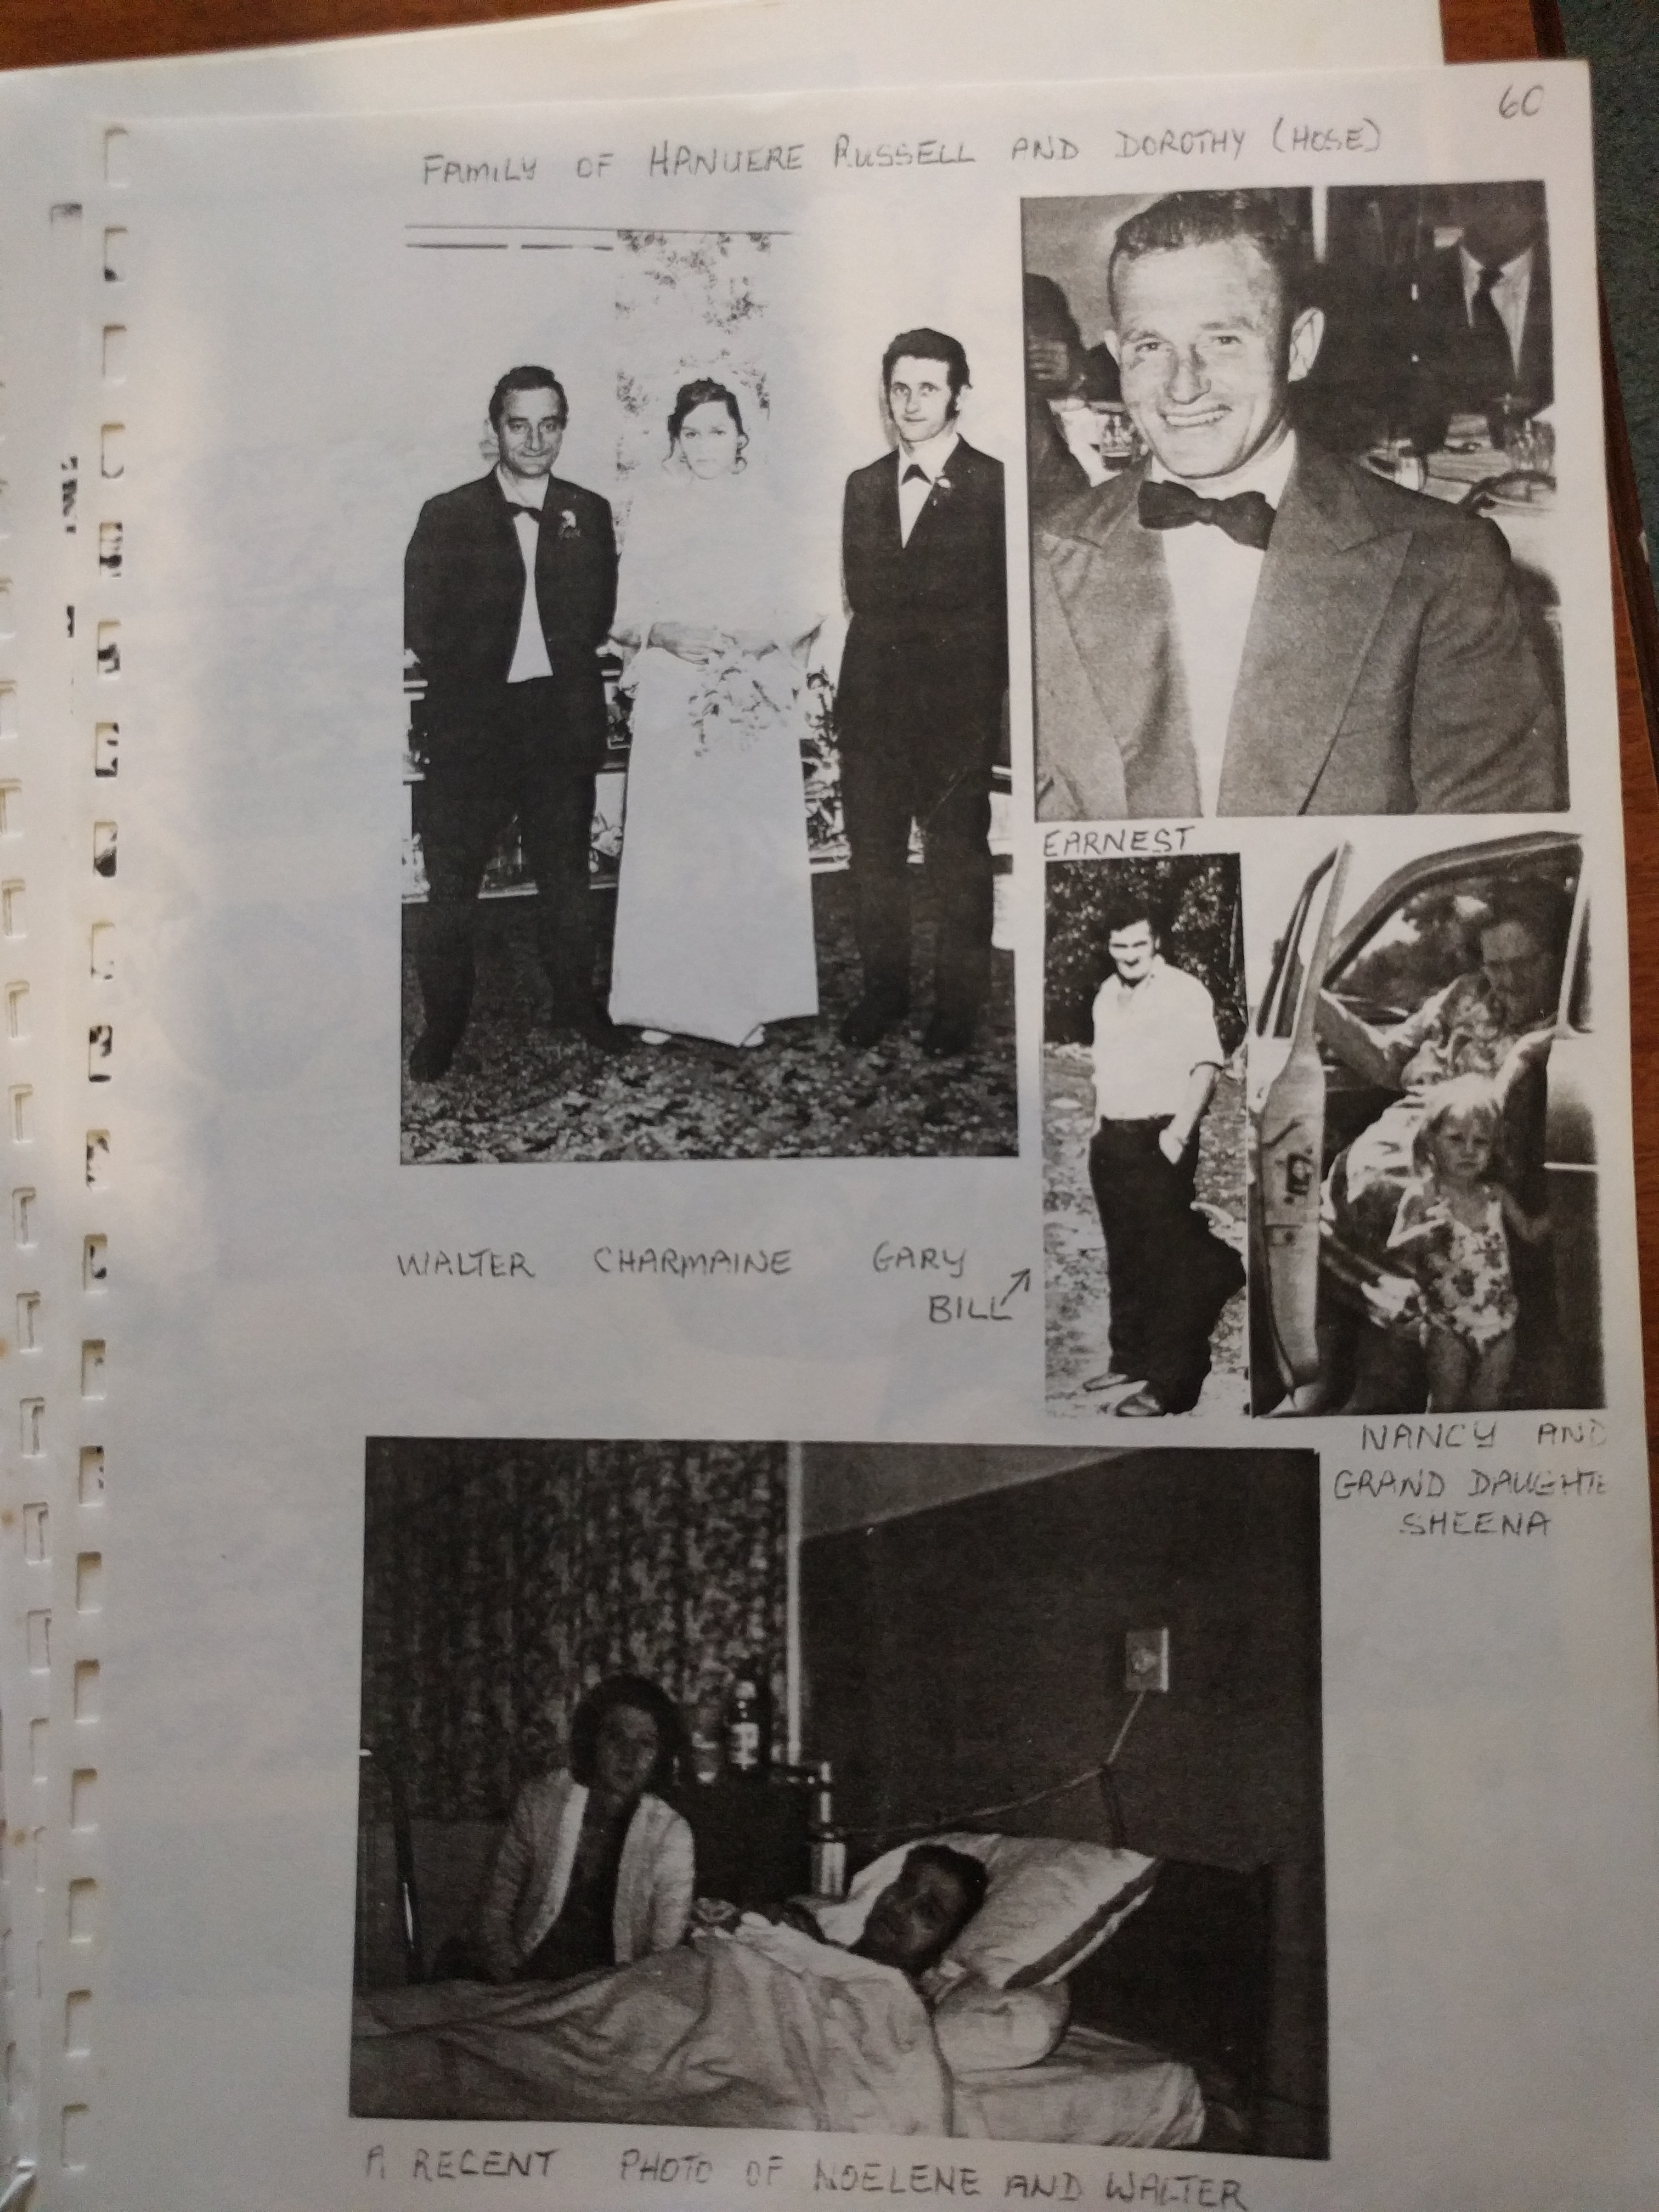 60
FAMILY OF HANUERE RUSSELL AND DOROTHY (HOSE)
EARNEST
WALTER CHARMAINE GARY
BILL
NANCY AND
GRAND DAUGHTE
SHEENA
A RECENT PHOTO OF NOELENE AND WALTER